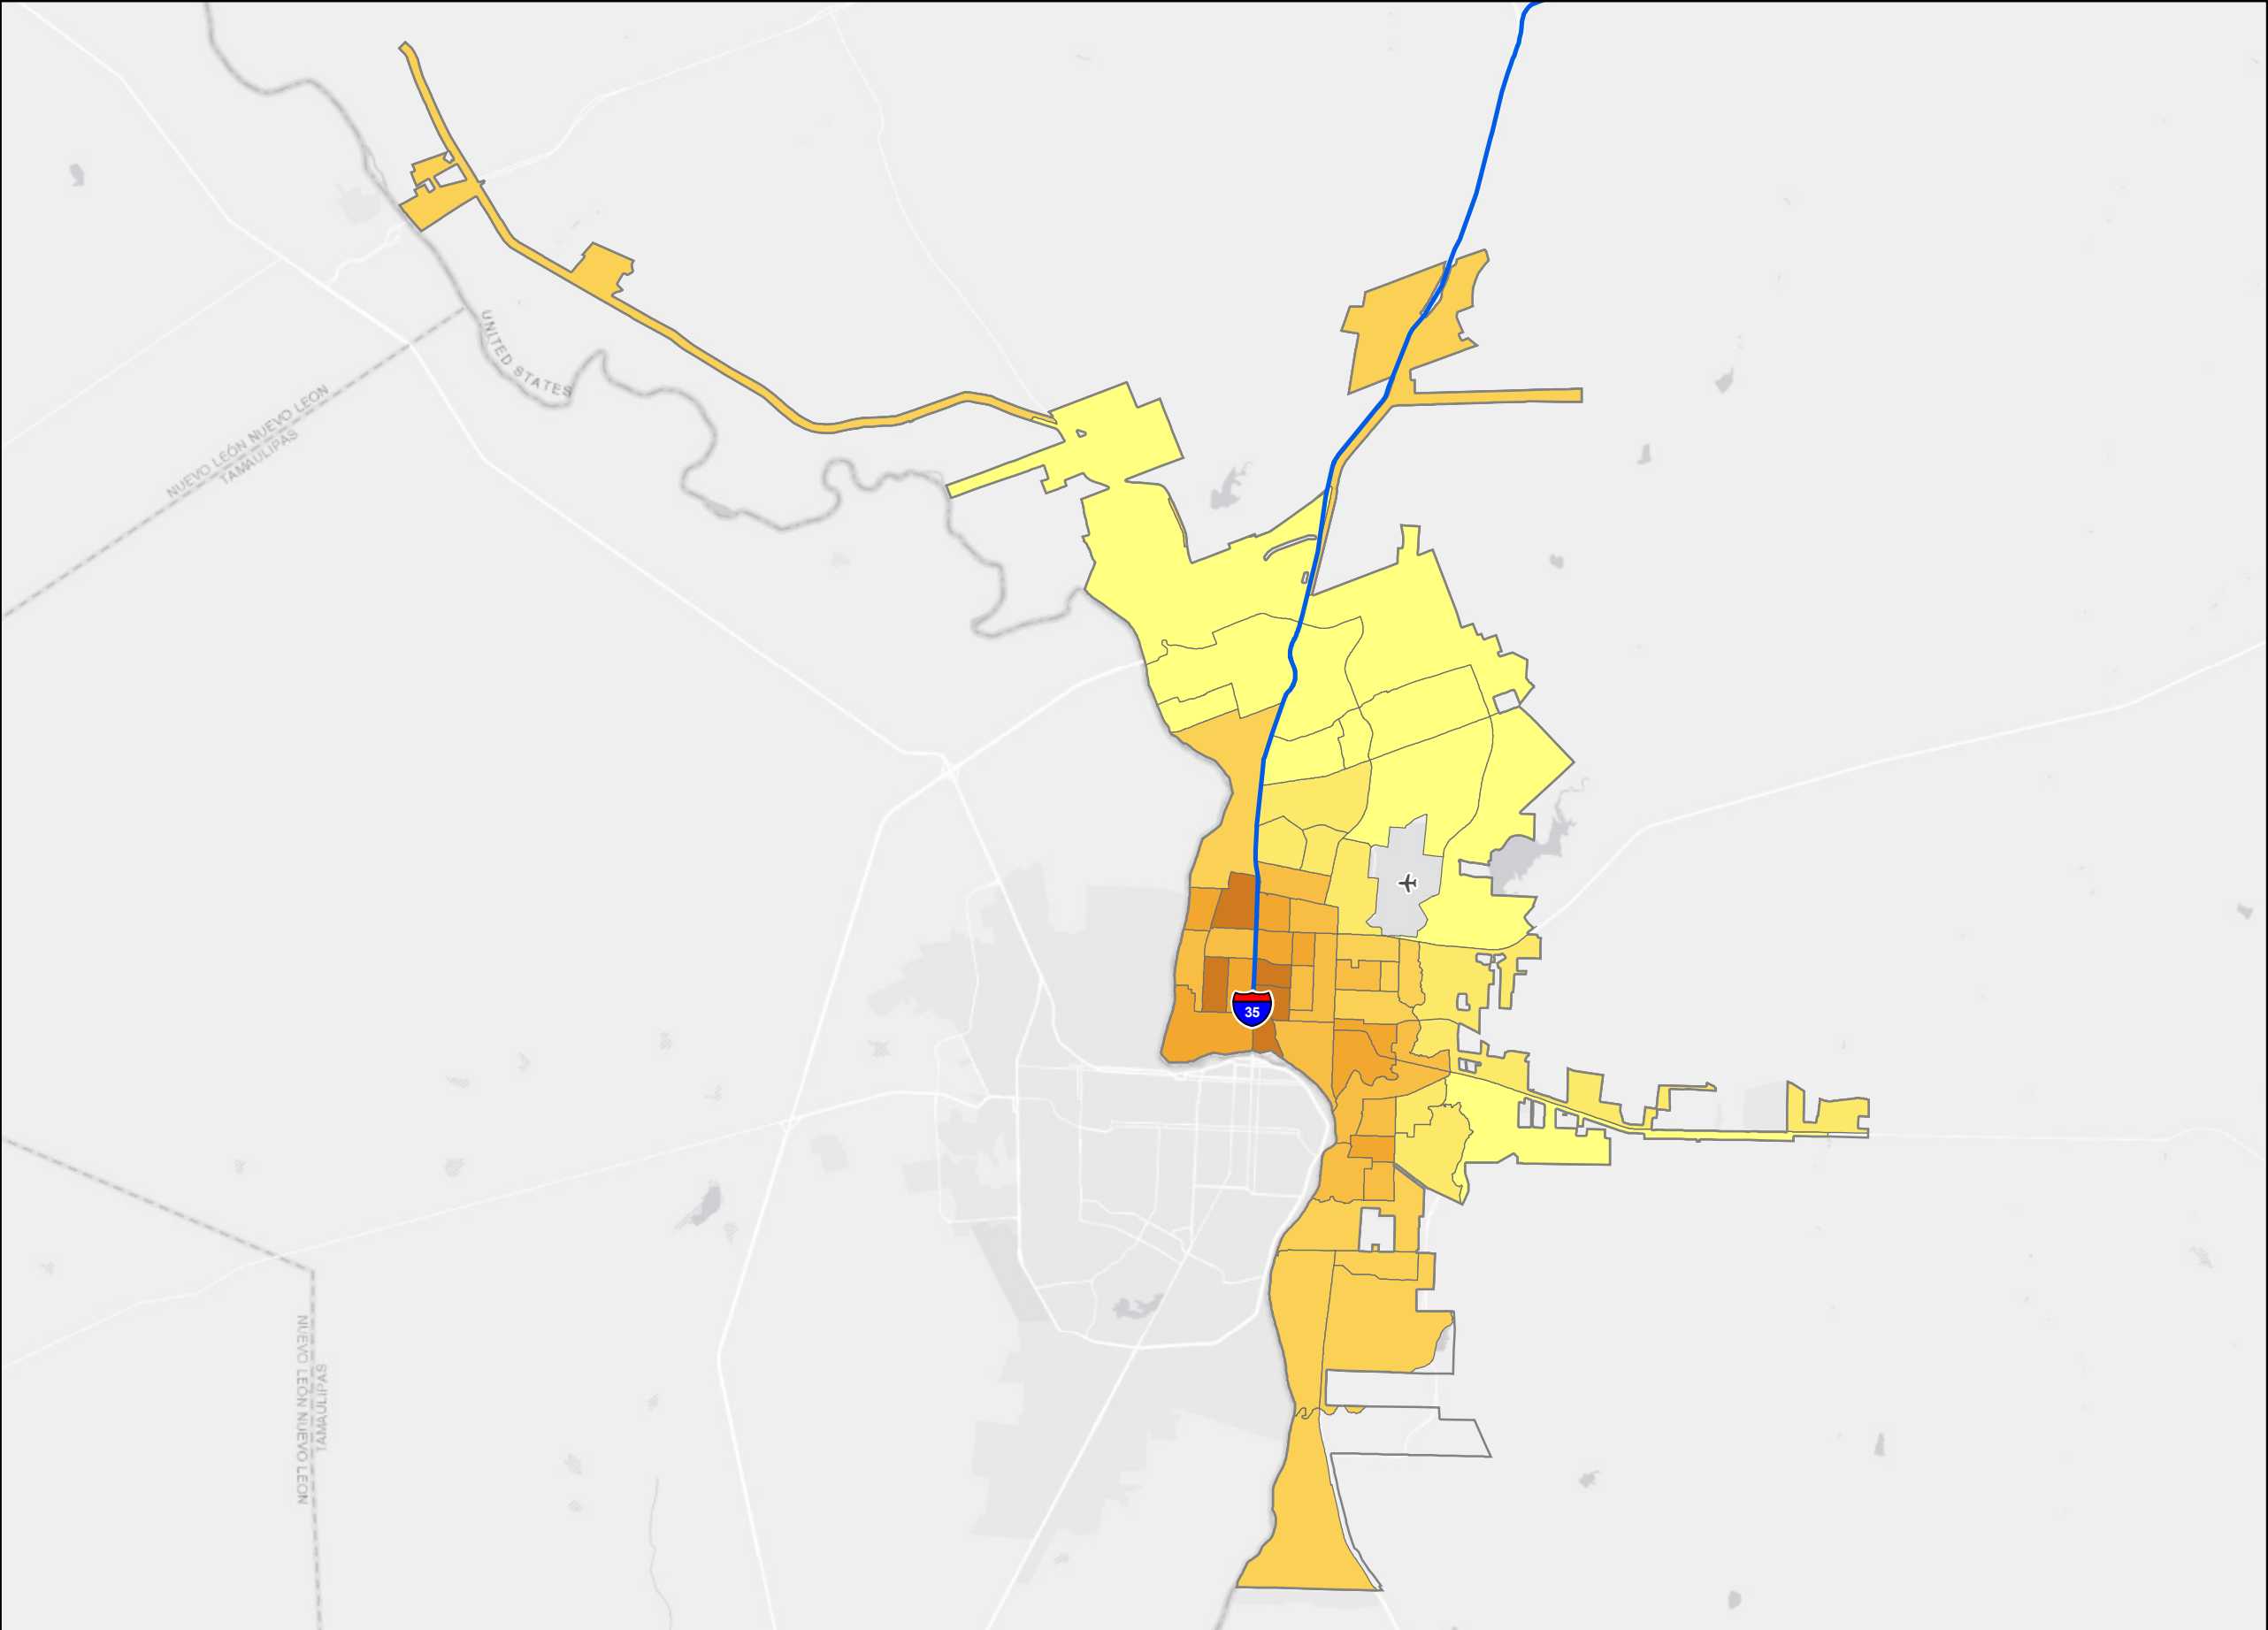 UNITED STATES
NUEVO LEÓN NUEVO LEON
TAMAULIPAS
35
TAMAULIPAS
NUEVO LEÓN NUEVO LEON